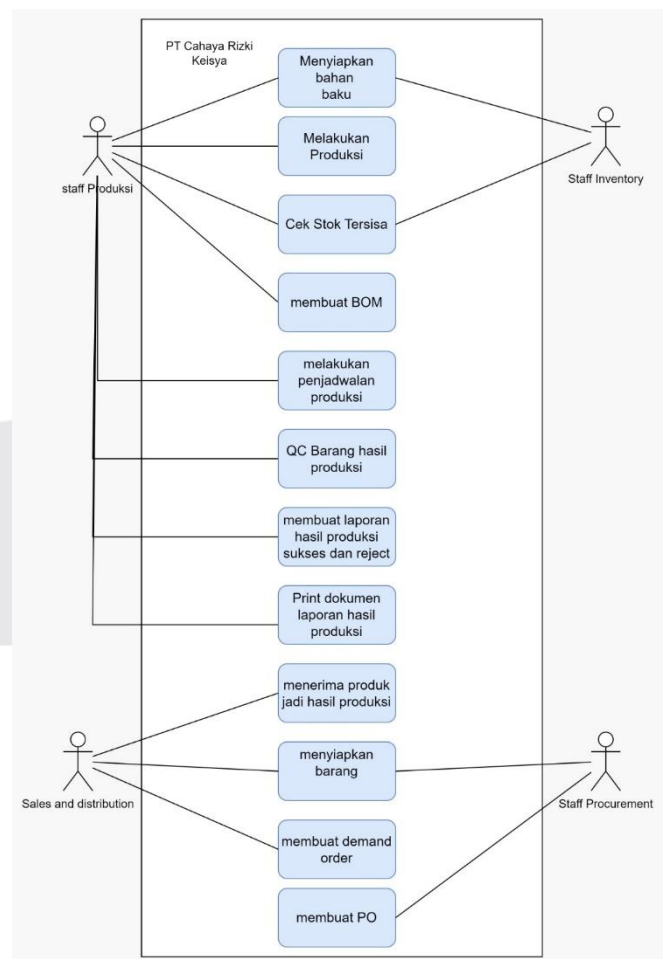 PT Cahaya Rizki
Keisya
Menyiapkan
bahan
baku
Melakukan
Produksi
staff Produksi
Staff Inventory
Cek Stok Tersisa
membuat BOM
melakukan
penjadwalan
produksi
QC Barang hasil
produksi
membuat laporan
hasil produksi
sukses dan reject
Print dokumen
laporan hasil
produksi
menerima produk
jadi hasil produksi
menyiapkan
barang
Sales and distribution
Staff Procurement
membuat demand
order
membuat PO